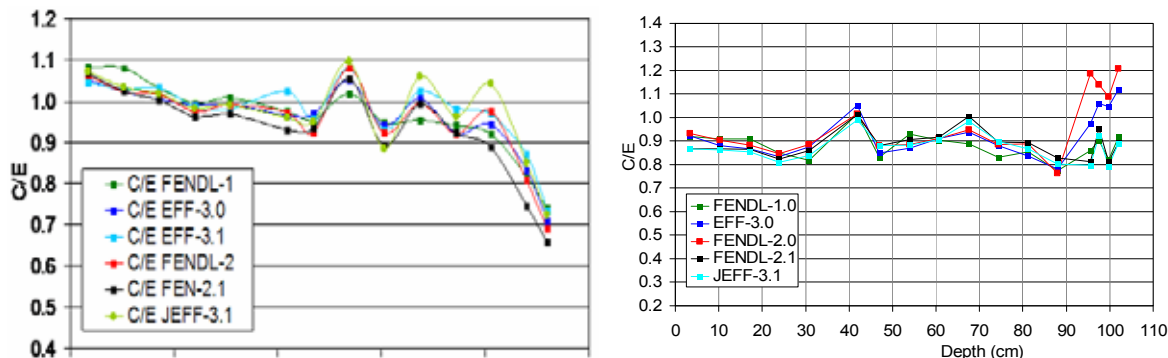 1.2
1.1
1.0
0.9
0.8
0.7
0.6
0.5
0.4
C/E
C/E FENDL-1
C/E EFF-3.0
C/E EFF-3.1
C/E FENDL-2
C/E FEN-2.1
C/E JEFF-3.1
1.4
1.3
1.2
1.1
1.0
0.9
0.8
0.7
0.6
0.5
0.4
0.3
0.2
C/E
FENDL-1.0
EFF-3.0
FENDL-2.0
FENDL-2.1
JEFF-3.1
0 10 20 30 40 50 60 70 80 90 100 110
Depth (cm)